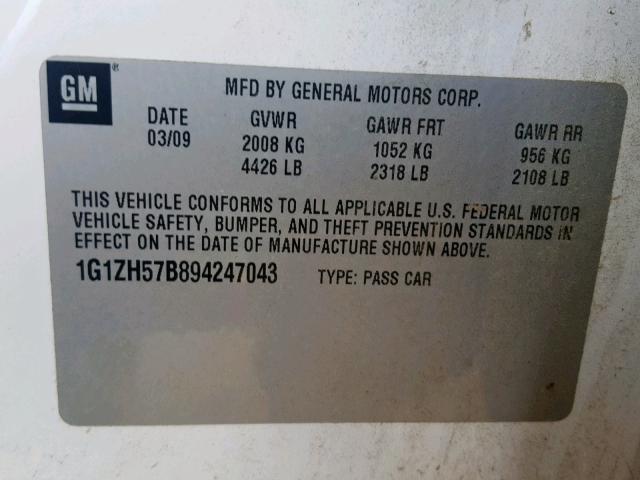 GM®
MFD BY GENERAL MOTORS CORP.
DATE GVWR GAWR FRT GAWR RR
03/09 2008 KG 1052 KG 956 KG
4426 LB 2318 LB 2108 LB
THIS VEHICLE CONFORMS TO ALL APPLICABLE U.S. FEDERAL MOTOR
VEHICLE SAFETY, BUMPER, AND THEFT PREVENTION STANDARDS IN
EFFECT ON THE DATE OF MANUFACTURE SHOWN ABOVE.
1G1ZH57B894247043 TYPE: PASS CAR